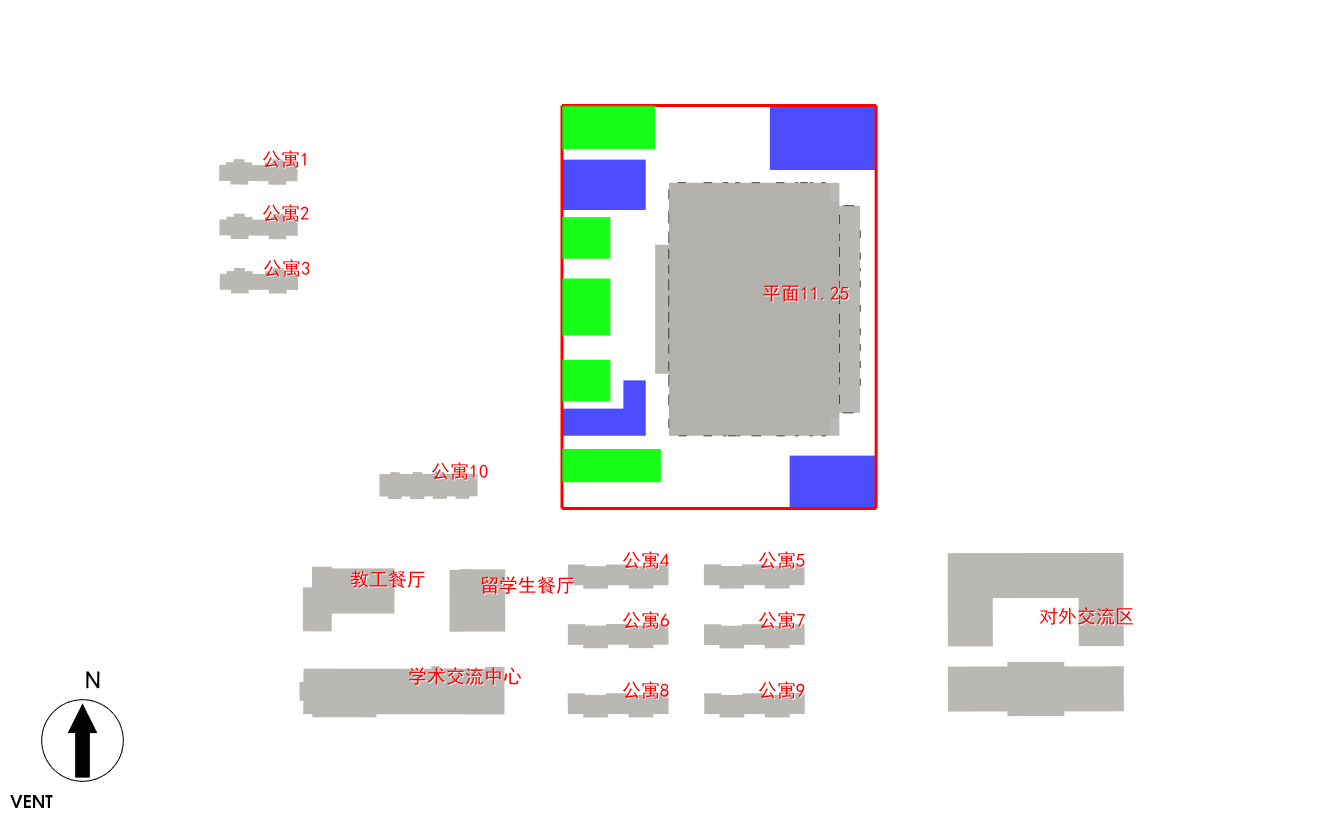 公寓1
公寓2
公寓3
平面11.25
公寓10
公寓4
公寓5
教工餐厅
留学生餐厅
公寓6
公寓7
对外交流区
学术交流中心
公寓8
公寓9
N
VENT